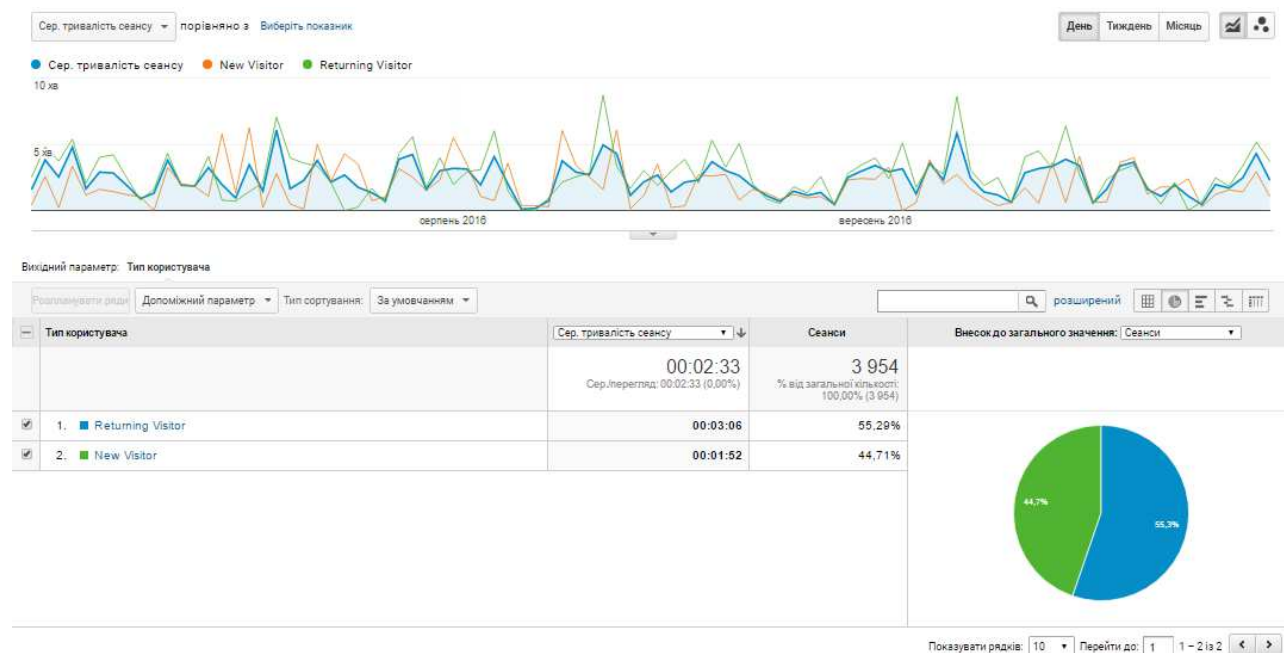 Сер. тривалість сеансу порівняно з Виберіть показник День Тиждень Місяць
Сер. тривалість сеансу New Visitor Returning Visitor
10 хв
5 хв
серпень 2016 вересень 2016
Вихідний параметр: Тип користувача
Розпланувати ряди Допоміжний параметр Тип сортування: За умовчанням розширений
Тип користувача Сер. тривалість сеансу Сеанси Внесок до загального значення: Сеанси
00:02:33 3 954
Сер./перегляд: 00:02:33 (0,00%) % від загальної кількості:
100,00% (3 954)
1. Returning Visitor 00:03:06 55,29%
2. New Visitor 00:01:52 44,71%
44,7%
55,3%
Показувати рядків: 10 Перейти до: 1 1 – 2 із 2